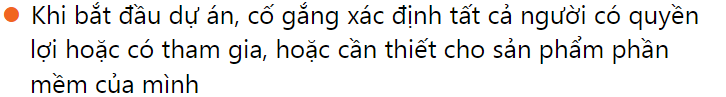 Khi bắt đầu dự án, cố gắng xác định tất cả người có quyền
lợi hoặc có tham gia, hoặc cần thiết cho sản phẩm phần
mềm của mình